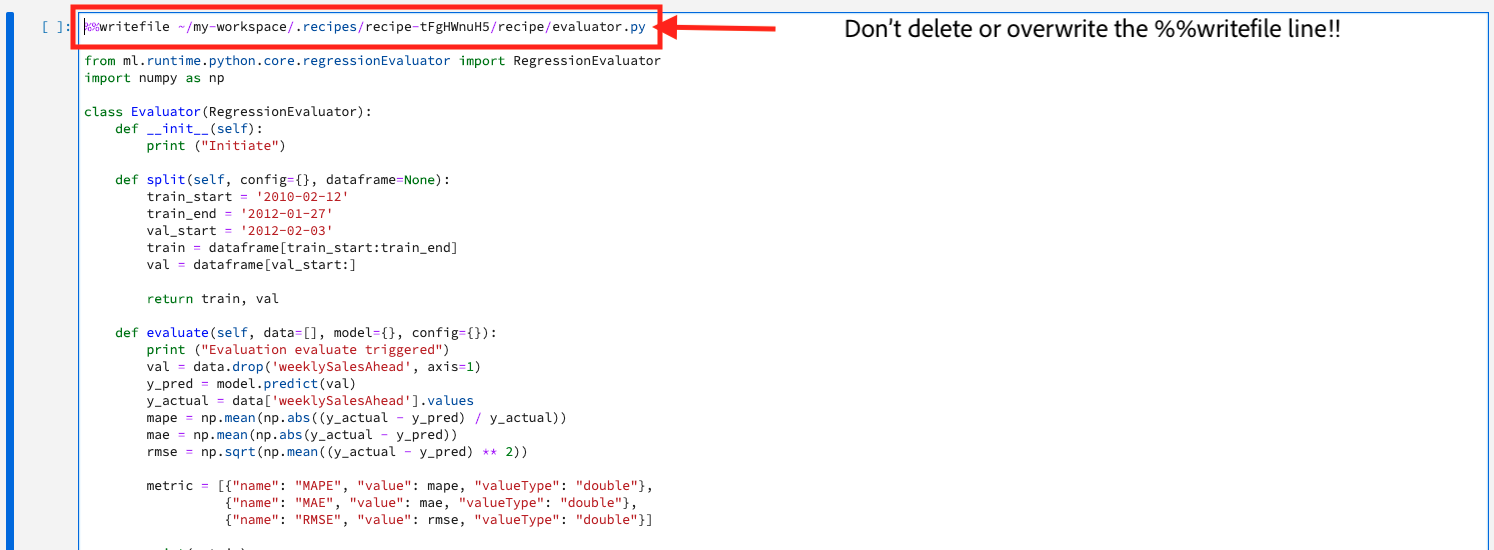 [ ]: %%writefile ~/my-workspace/.recipes/recipe-tFgHWnuH5/recipe/evaluator.py
Don't delete or overwrite the %%writefile line!!
from ml.runtime.python.core.regressionEvaluator import RegressionEvaluator
import numpy as np
class Evaluator(RegressionEvaluator):
    def __init__(self):
        print ("Initiate")
    def split(self, config={}, dataframe=None):
        train_start = '2010-02-12'
        train_end = '2012-01-27'
        val_start = '2012-02-03'
        train = dataframe[train_start:train_end]
        val = dataframe[val_start:]
        return train, val
    def evaluate(self, data=[], model={}, config={}):
        print ("Evaluation evaluate triggered")
        val = data.drop('weeklySalesAhead', axis=1)
        y_pred = model.predict(val)
        y_actual = data['weeklySalesAhead'].values
        mape = np.mean(np.abs((y_actual - y_pred) / y_actual))
        mae = np.mean(np.abs(y_actual - y_pred))
        rmse = np.sqrt(np.mean((y_actual - y_pred) ** 2))
        metric = [{"name": "MAPE", "value": mape, "valueType": "double"},
                  {"name": "MAE", "value": mae, "valueType": "double"},
                  {"name": "RMSE", "value": rmse, "valueType": "double"}]